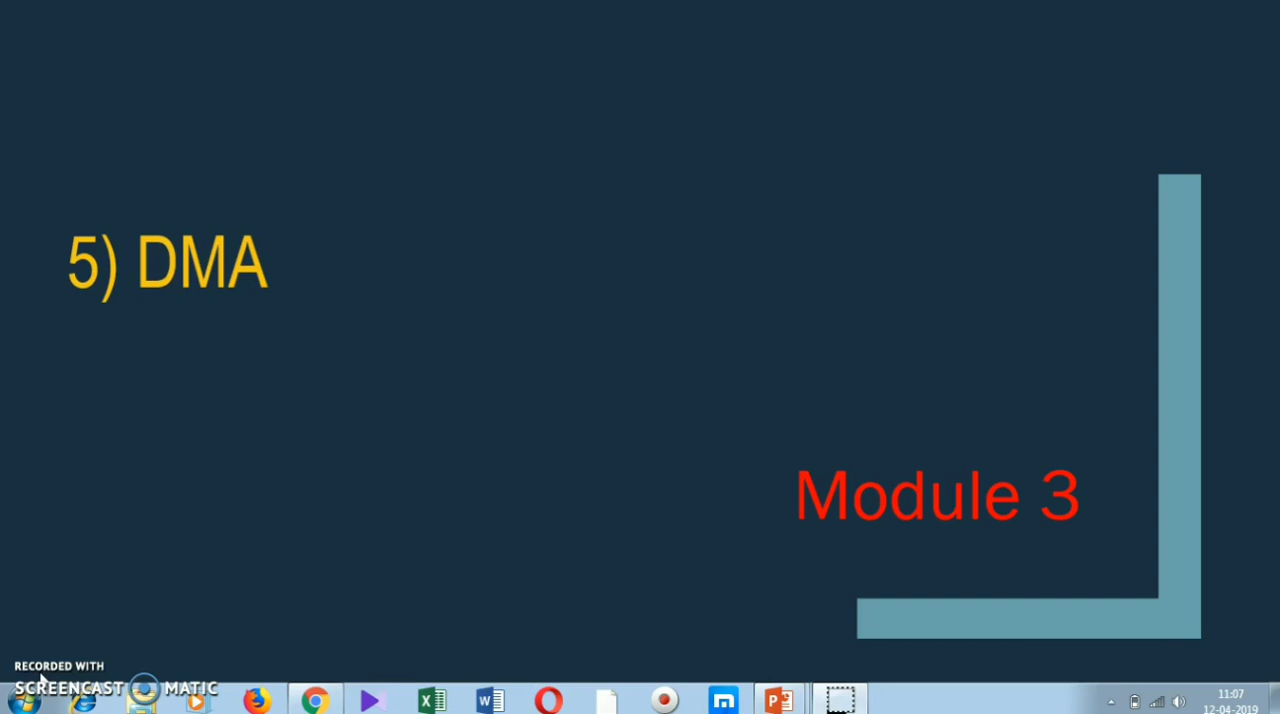 5) DMA
Module 3
RECORDED WITH
SCREENCAST MATIC
11:07
12-04-2019